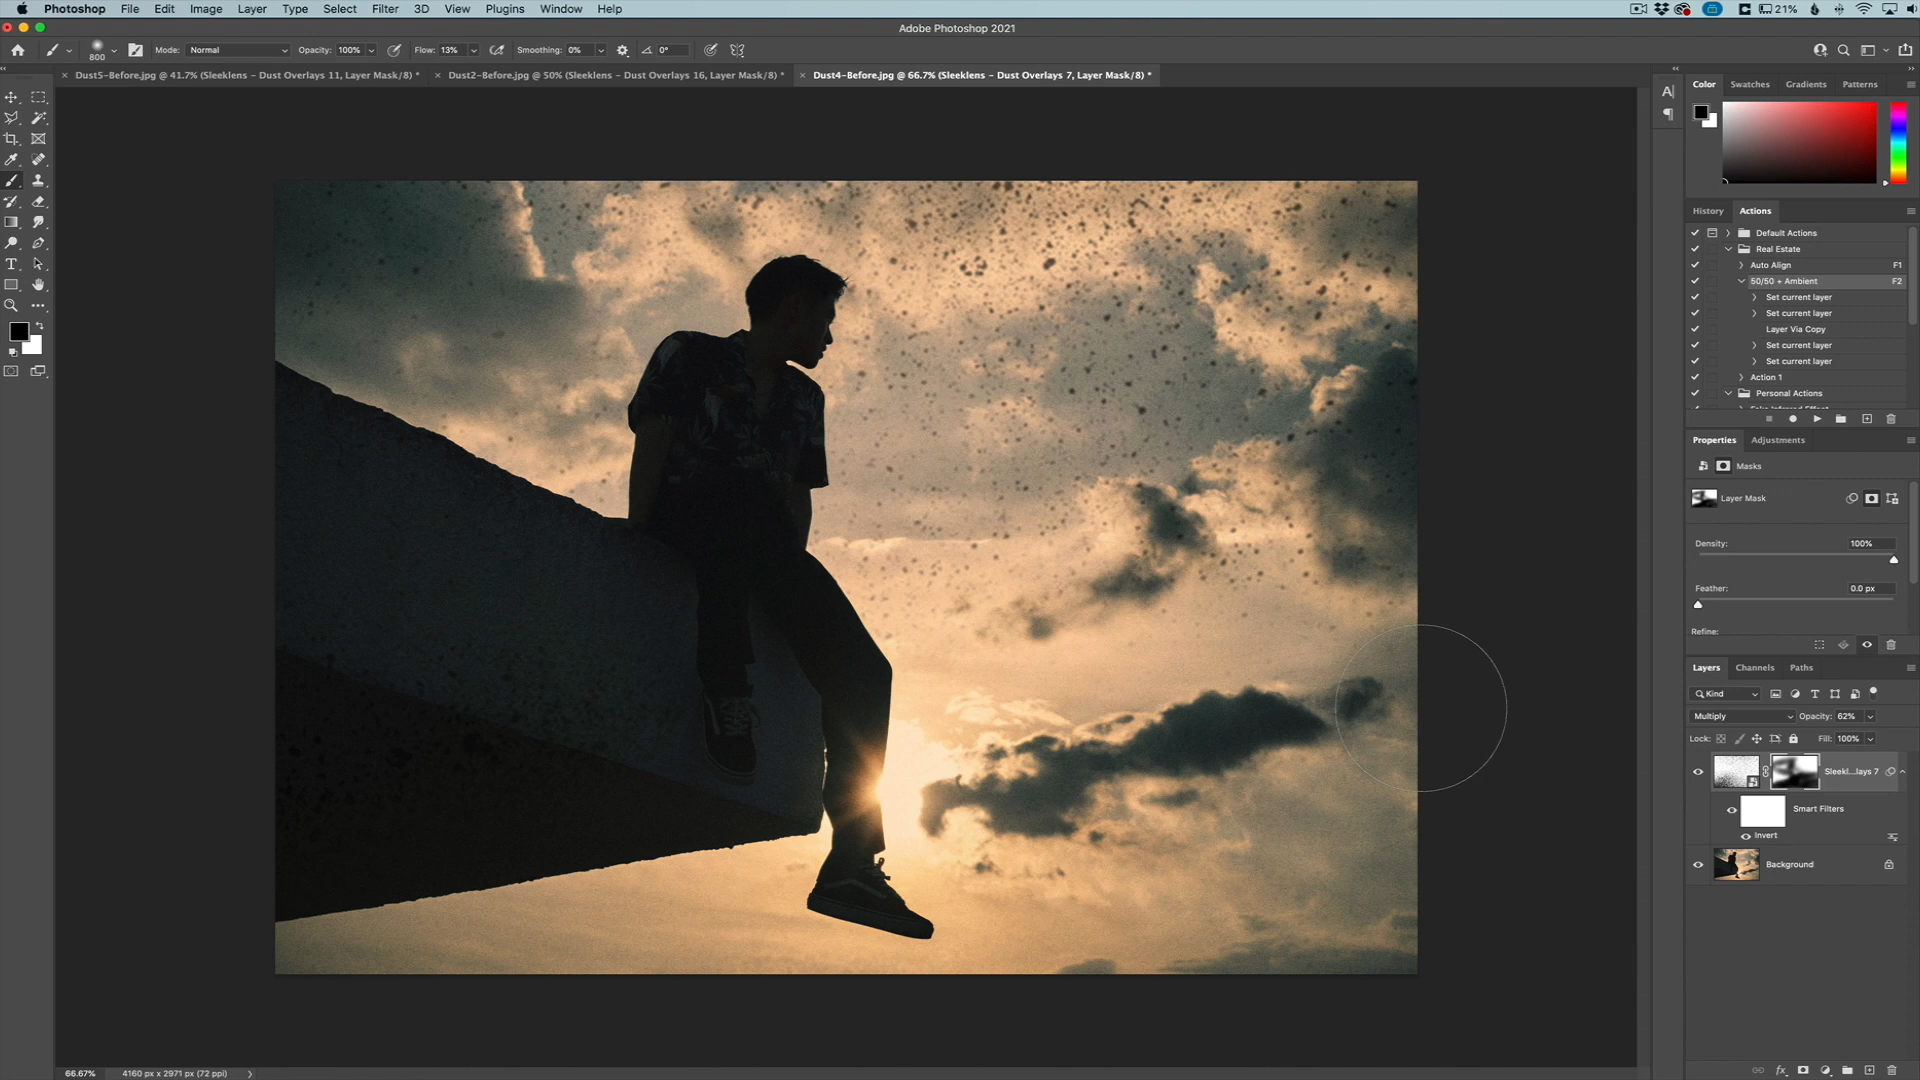 Photoshop File Edit Image Layer Type Select Filter 3D View Plugins Window Help 21%
Adobe Photoshop 2021
800 Mode: Normal Opacity: 100% Flow: 13% Smoothing: 0% 0°
Dust5-Before.jpg @ 41.7% (Sleeklens - Dust Overlays 11, Layer Mask/8) *
Dust2-Before.jpg @ 50% (Sleeklens - Dust Overlays 16, Layer Mask/8) *
Dust4-Before.jpg @ 66.7% (Sleeklens - Dust Overlays 7, Layer Mask/8) *
Color Swatches Gradients Patterns
History Actions
Default Actions
Real Estate
Auto Align F1
50/50 + Ambient F2
Set current layer
Set current layer
Layer Via Copy
Set current layer
Set current layer
Action 1
Personal Actions
Properties Adjustments
Masks
Layer Mask
Density: 100%
Feather: 0.0 px
Refine:
Layers Channels Paths
Kind
Multiply Opacity: 62%
Lock: Fill: 100%
Sleekl...lays 7
Smart Filters
Invert
Background
66.67% 4160 px x 2971 px (72 ppi)